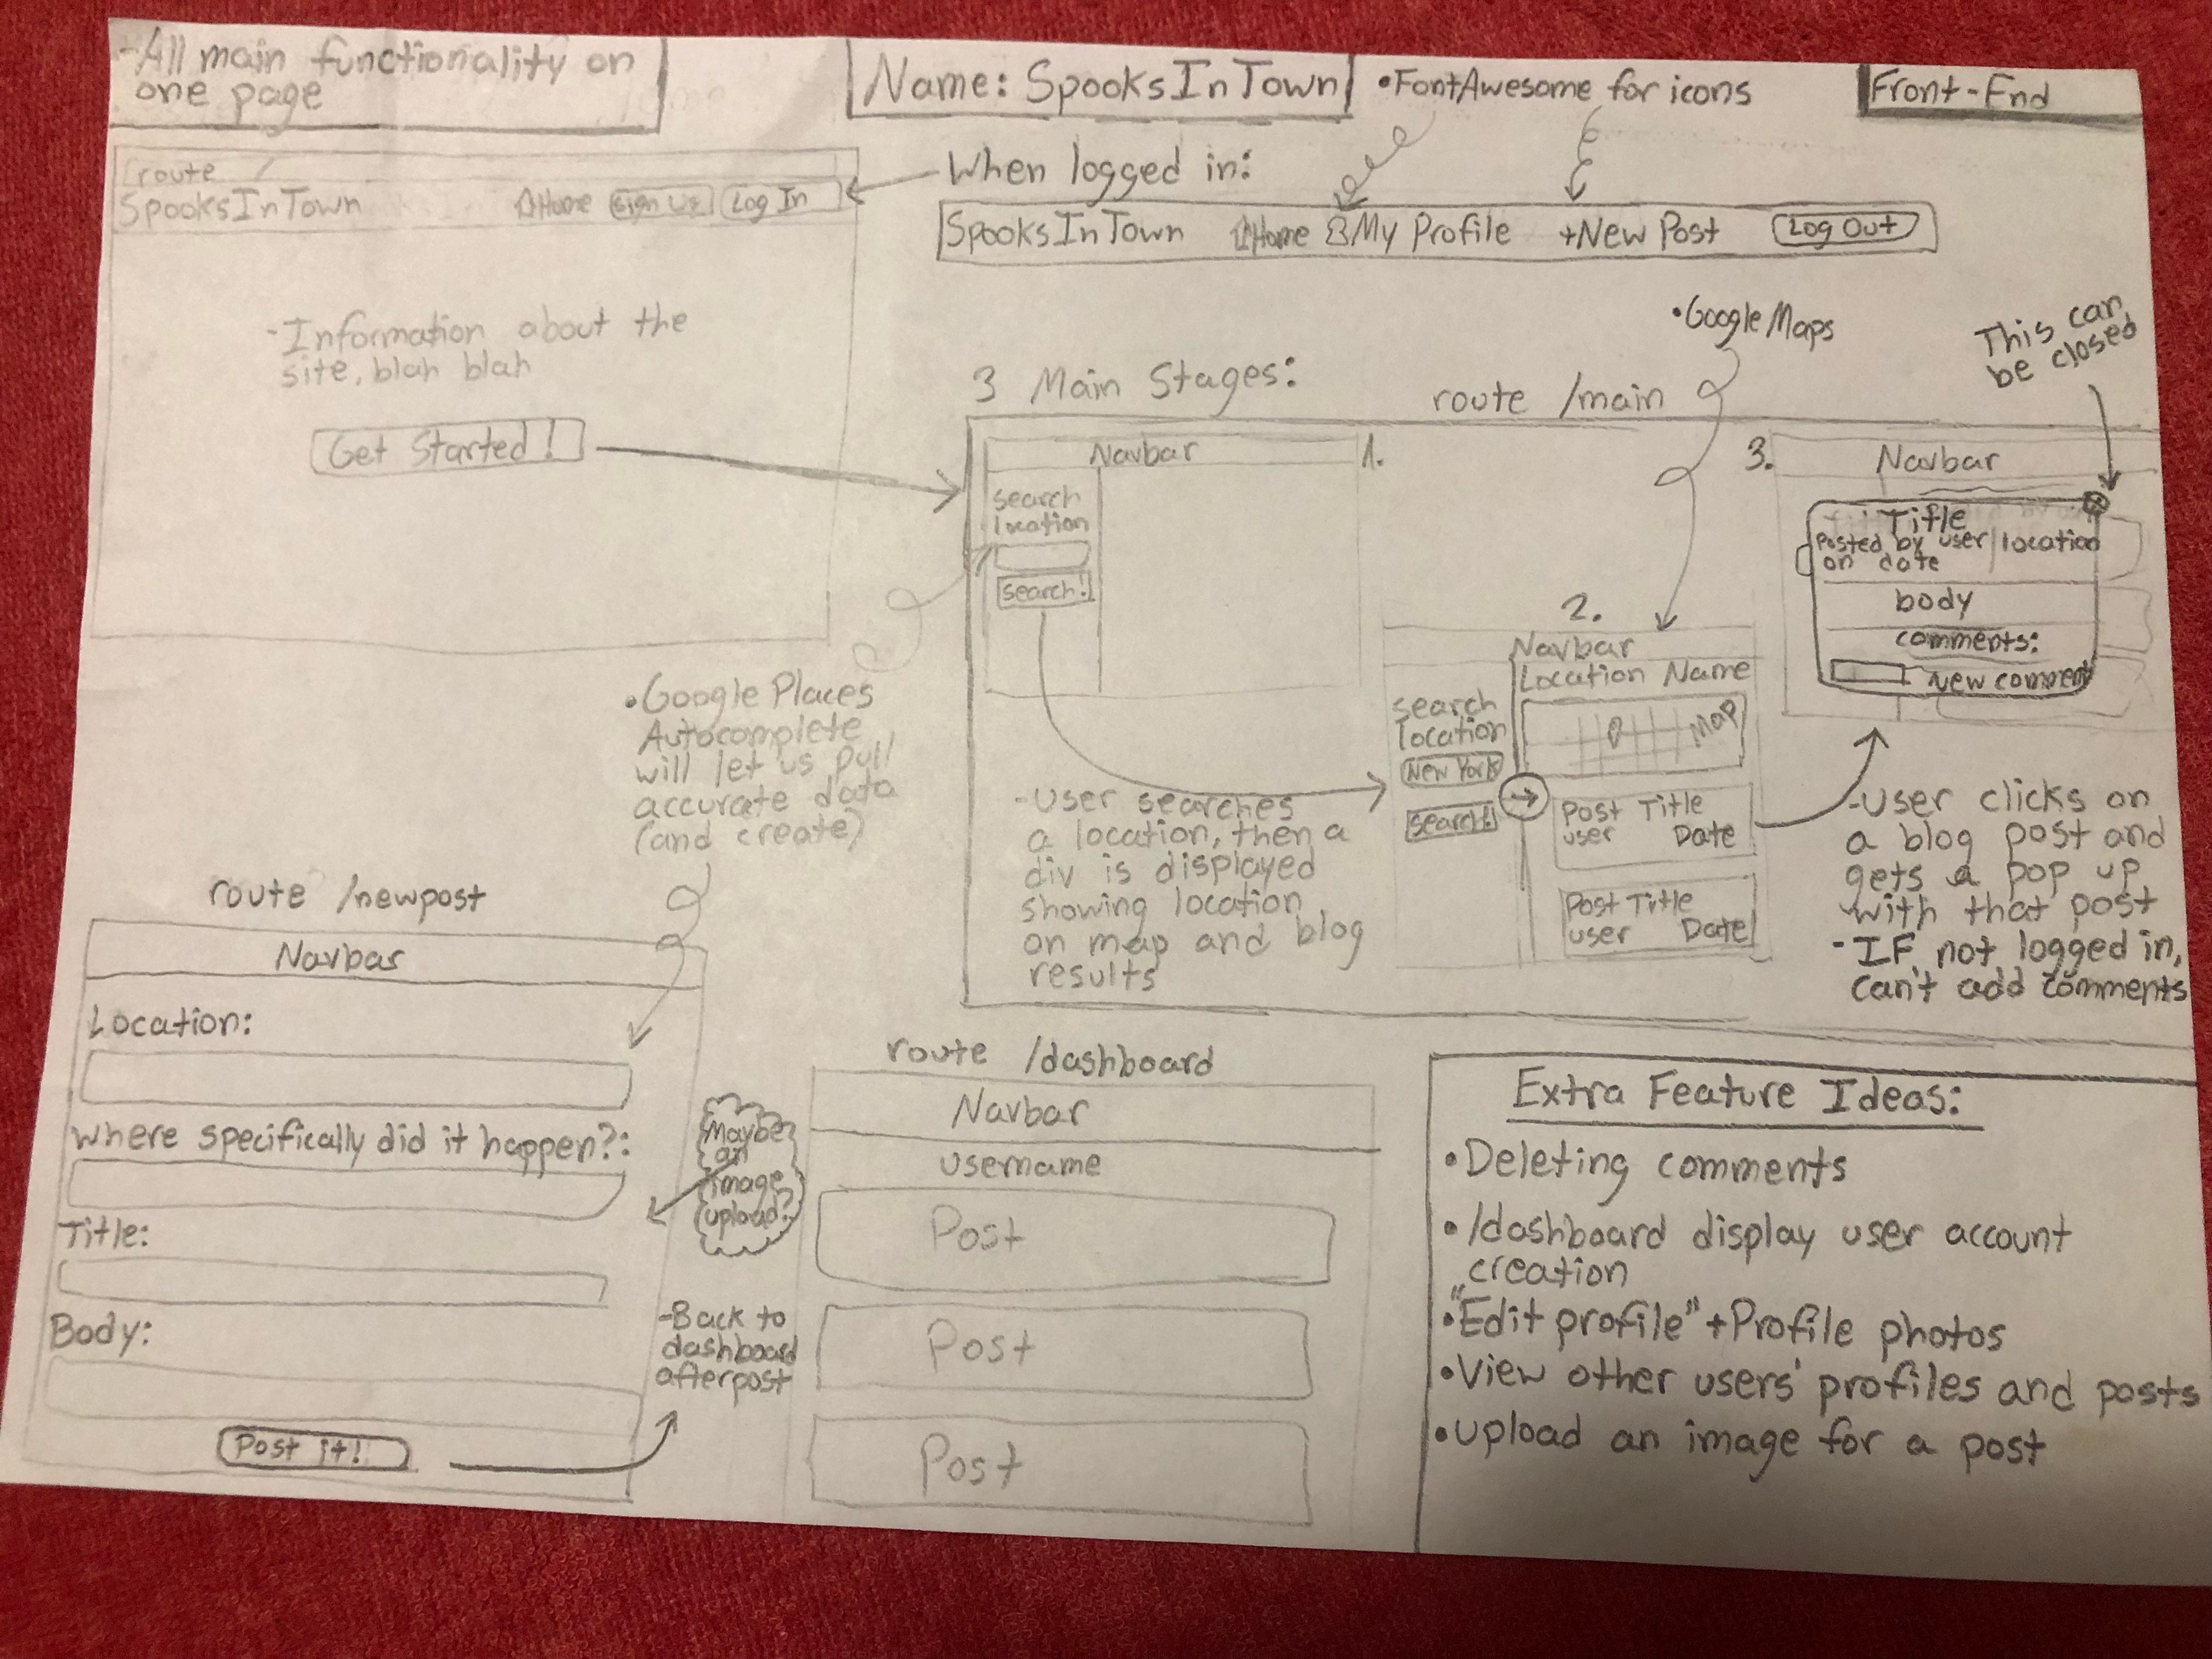 -All main functionality on
one page
Name: SpooksInTown
•FontAwesome for icons
Front-End
route /
SpooksInTown Home Sign Up Log In
When logged in:
SpooksInTown Home My Profile +New Post Log Out
-Information about the
site, blah blah
Get Started!
•GoogleMaps
This can
be closed
3 Main Stages:
route /main
1.
Navbar
search
location
search!
•Google Places
Autocomplete
will let us pull
accurate data
(and create)
-User searches
a location, then a
div is displayed
showing location
on map and blog
results
2.
Navbar
Location Name
search
location
New York
search!
Map
→
Post Title
user Date
Post Title
user Date
3.
Navbar
Title
Posted by user/location
on date
body
comments:
New comment
-User clicks on
a blog post and
gets a pop up
with that post
-IF not logged in,
can't add comments
route /newpost
Navbar
Location:
Where specifically did it happen?:
Title:
Body:
Post it!
Maybe
an
image
upload?
-Back to
dashboard
after post
route /dashboard
Navbar
username
Post
Post
Post
Extra Feature Ideas:
•Deleting comments
•/dashboard display user account
creation
•"Edit profile"+Profile photos
•View other users' profiles and posts
•Upload an image for a post